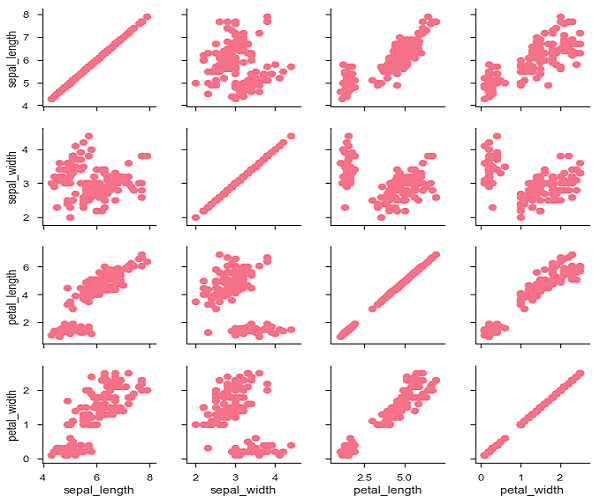 sepal_length
8
7
6
5
4
sepal_width
4
3
2
petal_length
6
4
2
petal_width
2
1
0
4 6 8 2 3 4 2.5 5.0 0 1 2
sepal_length sepal_width petal_length petal_width